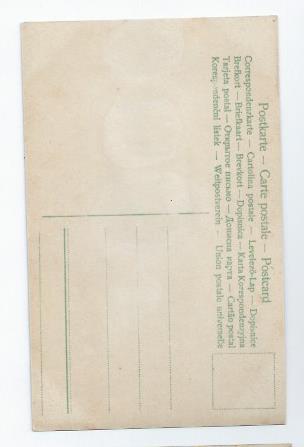 Postkarte — Carte postale — Postcard
Correspondenzkarte — Cartolina postale — Levelező-Lap — Dopisnice
Brefkort — Briefkaart — Brevkort — Dopisnica — Karta Korespondencyjna
Tarjeta postal — Открытое письмо — Дописна карта — Cartão postal
Korespondenční lístek — Weltpostverein — Union postale universelle